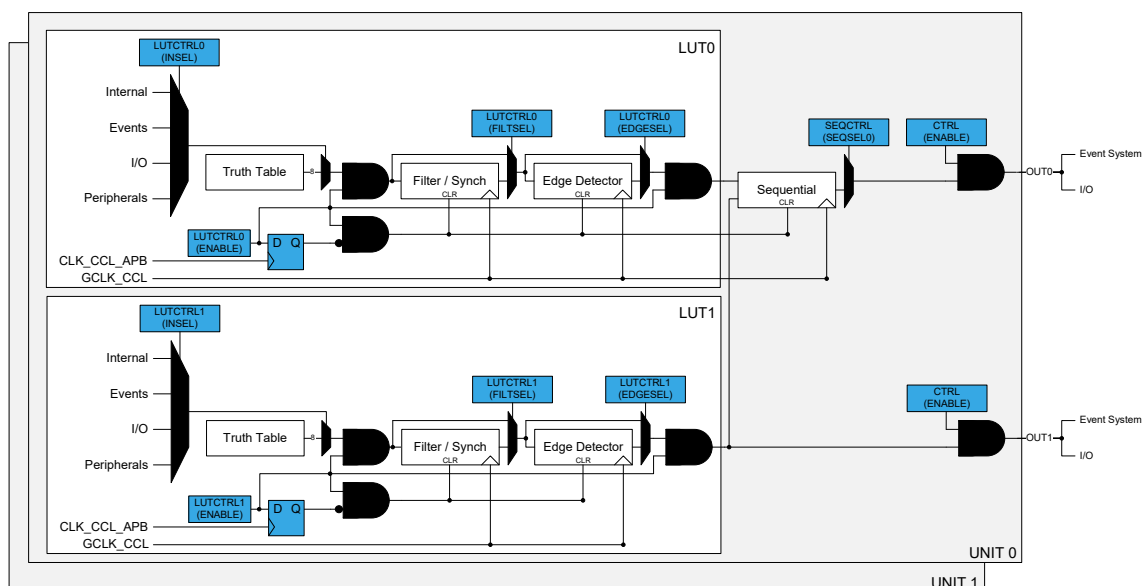 LUTCTRL0
(INSEL)
LUT0
Internal
Events
I/O
Peripherals
Truth Table
8
LUTCTRL0
(FILTSEL)
LUTCTRL0
(EDGESEL)
Filter / Synch
CLR
Edge Detector
CLR
LUTCTRL0
(ENABLE)
D Q
CLK_CCL_APB
GCLK_CCL
SEQCTRL
(SEQSEL0)
Sequential
CLR
CTRL
(ENABLE)
OUT0
Event System
I/O
LUTCTRL1
(INSEL)
LUT1
Internal
Events
I/O
Peripherals
Truth Table
8
LUTCTRL1
(FILTSEL)
LUTCTRL1
(EDGESEL)
Filter / Synch
CLR
Edge Detector
CLR
LUTCTRL1
(ENABLE)
D Q
CLK_CCL_APB
GCLK_CCL
CTRL
(ENABLE)
OUT1
Event System
I/O
UNIT 0
UNIT 1